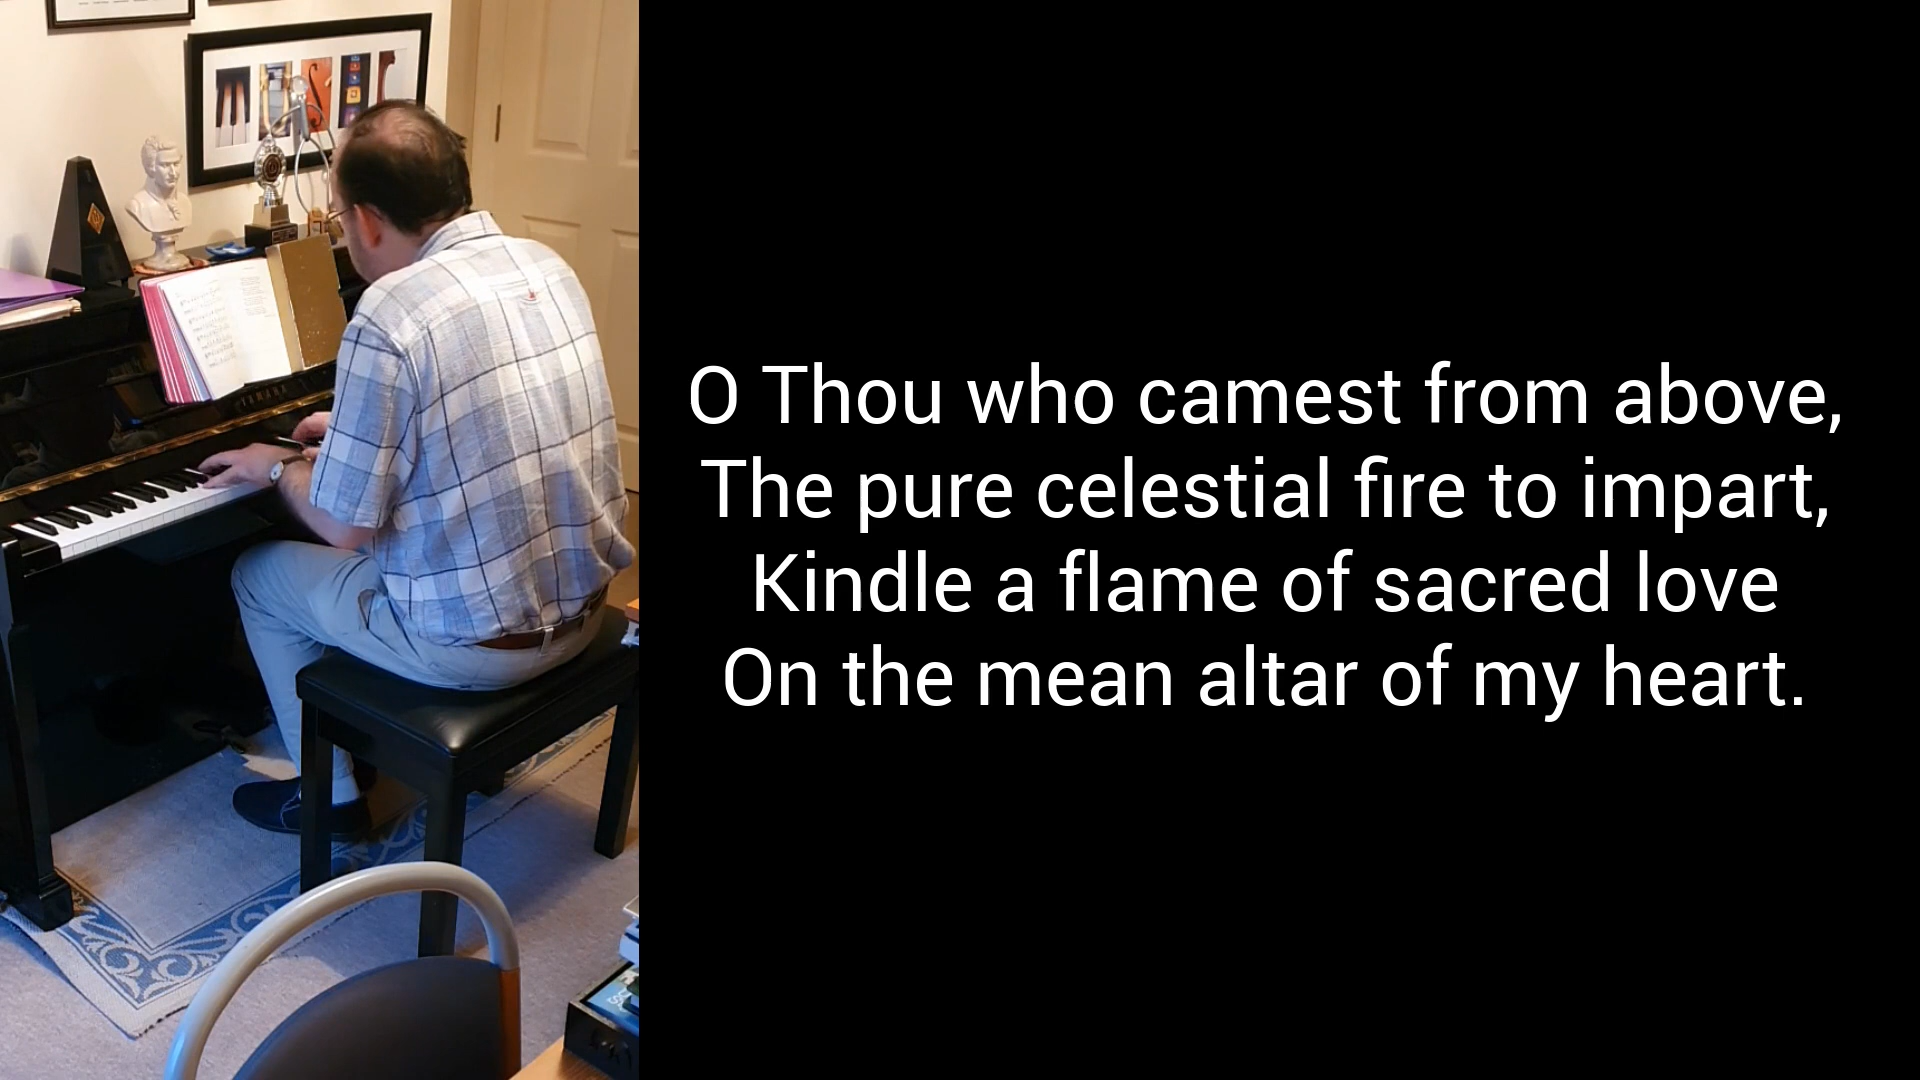 YAMAHA
O Thou who camest from above,
The pure celestial fire to impart,
Kindle a flame of sacred love
On the mean altar of my heart.